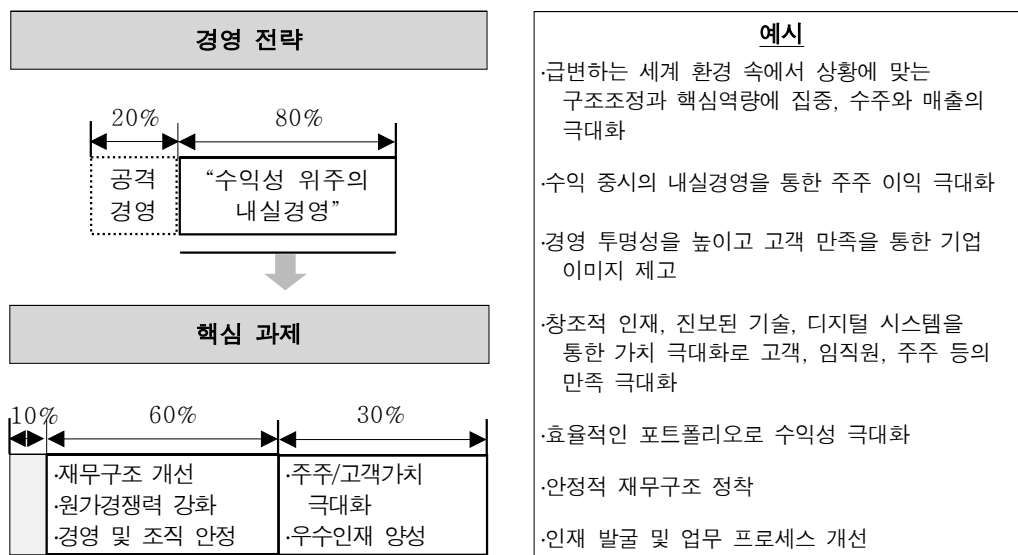 경영 전략
20%
80%
공격
경영
“수익성 위주의
내실경영”
핵심 과제
10%
60%
30%
·재무구조 개선
·원가경쟁력 강화
·경영 및 조직 안정
·주주/고객가치
극대화
·우수인재 양성
예시
·급변하는 세계 환경 속에서 상황에 맞는
구조조정과 핵심역량에 집중, 수주와 매출의
극대화
·수익 중시의 내실경영을 통한 주주 이익 극대화
·경영 투명성을 높이고 고객 만족을 통한 기업
이미지 제고
·창조적 인재, 진보된 기술, 디지털 시스템을
통한 가치 극대화로 고객, 임직원, 주주 등의
만족 극대화
·효율적인 포트폴리오로 수익성 극대화
·안정적 재무구조 정착
·인재 발굴 및 업무 프로세스 개선